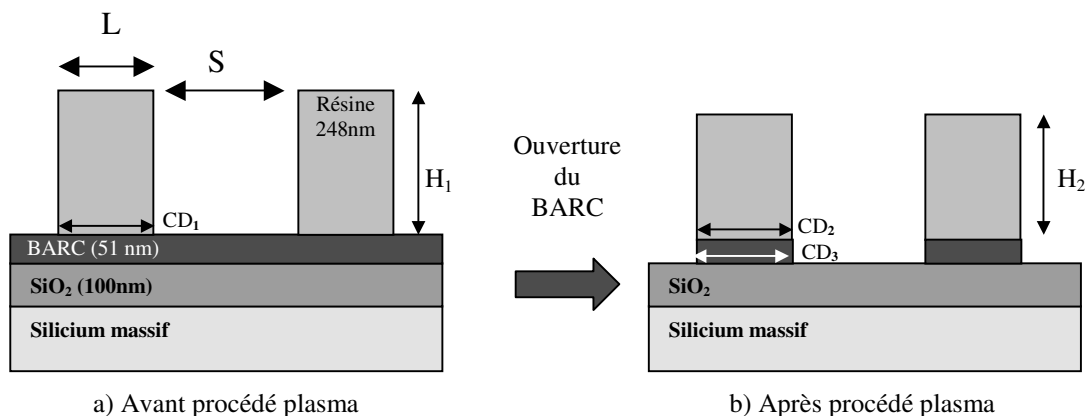 L
S
Résine
248nm
H₁
CD₁
BARC (51 nm)
SiO₂ (100nm)
Silicium massif
a) Avant procédé plasma
Ouverture
du
BARC
H₂
CD₂
CD₃
SiO₂
Silicium massif
b) Après procédé plasma